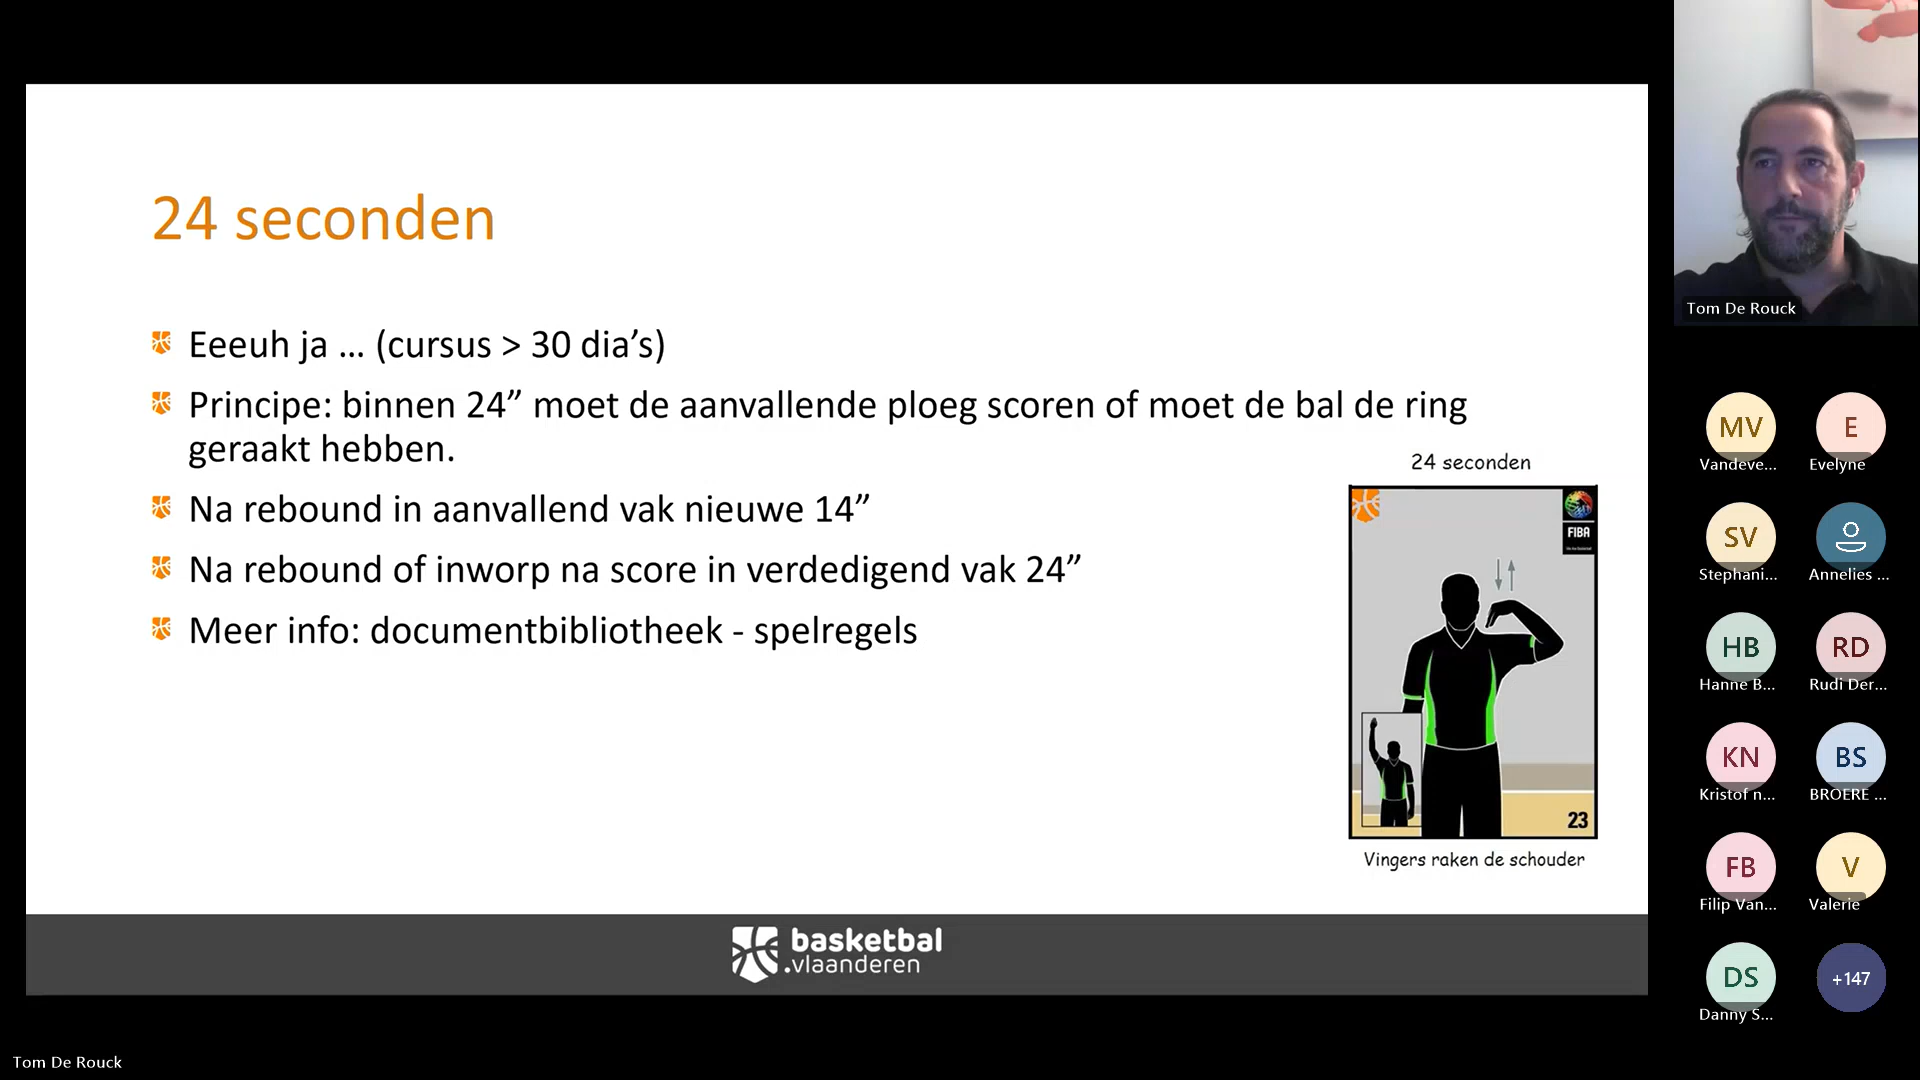 24 seconden
Eeeuh ja ... (cursus > 30 dia’s)
Principe: binnen 24” moet de aanvallende ploeg scoren of moet de bal de ring
geraakt hebben.
Na rebound in aanvallend vak nieuwe 14”
Na rebound of inworp na score in verdedigend vak 24”
Meer info: documentbibliotheek - spelregels
24 seconden
FIBA
23
Vingers raken de schouder
basketbal
.vlaanderen
Tom De Rouck
Tom De Rouck
MV
Vandeve...
E
Evelyne
SV
Stephani...
Annelies ...
HB
Hanne B...
RD
Rudi Der...
KN
Kristof n...
BS
BROERE ...
FB
Filip Van...
V
Valerie
DS
Danny S...
+147